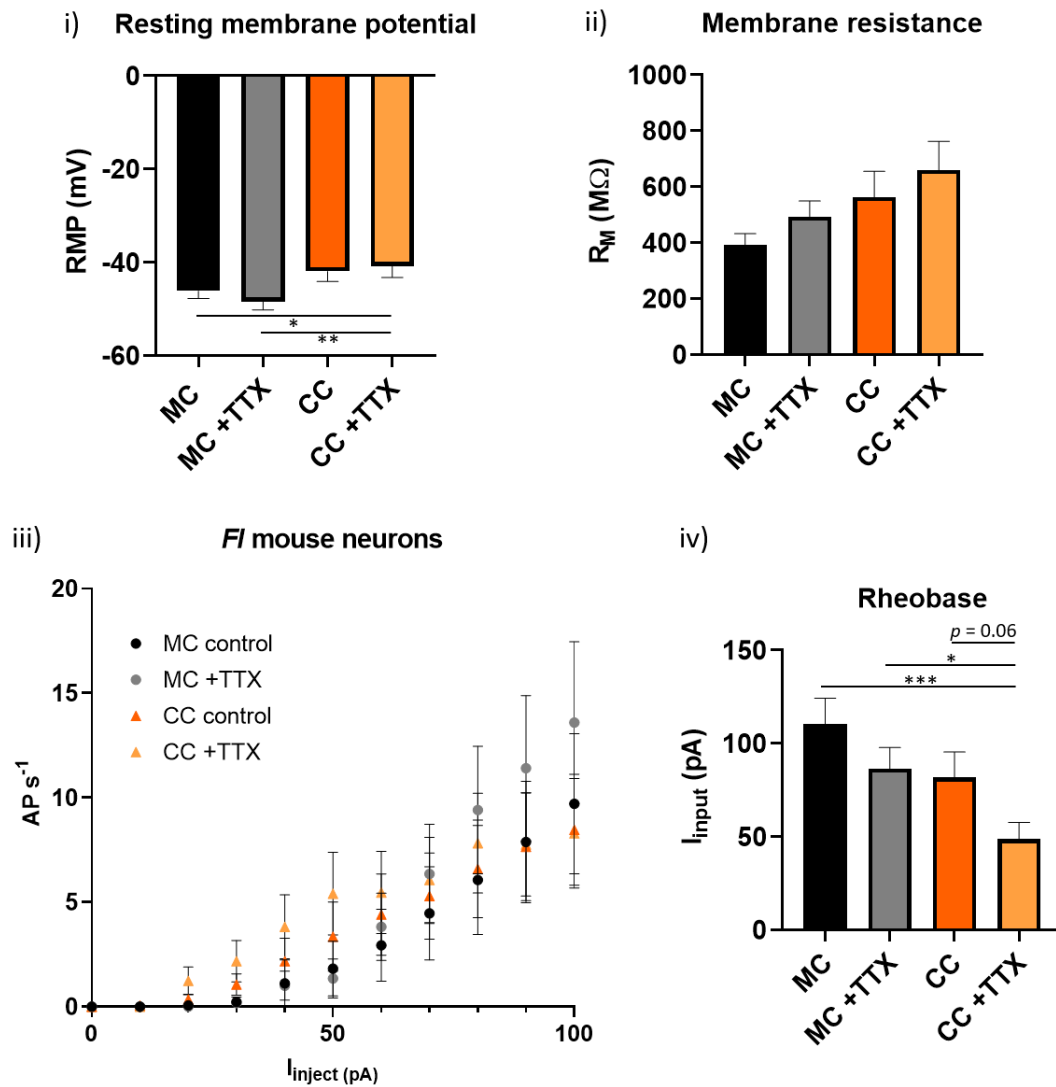 i) Resting membrane potential
RMP (mV)
0
-20
-40
-60
*
**
MC
MC +TTX
CC
CC +TTX
ii) Membrane resistance
R_M (MΩ)
1000
800
600
400
200
0
MC
MC +TTX
CC
CC +TTX
iii) FI mouse neurons
AP s⁻¹
20
15
10
5
0
MC control
MC +TTX
CC control
CC +TTX
0
50
100
I_inject (pA)
iv)
Rheobase
p = 0.06
*
***
I_input (pA)
150
100
50
0
MC
MC +TTX
CC
CC +TTX